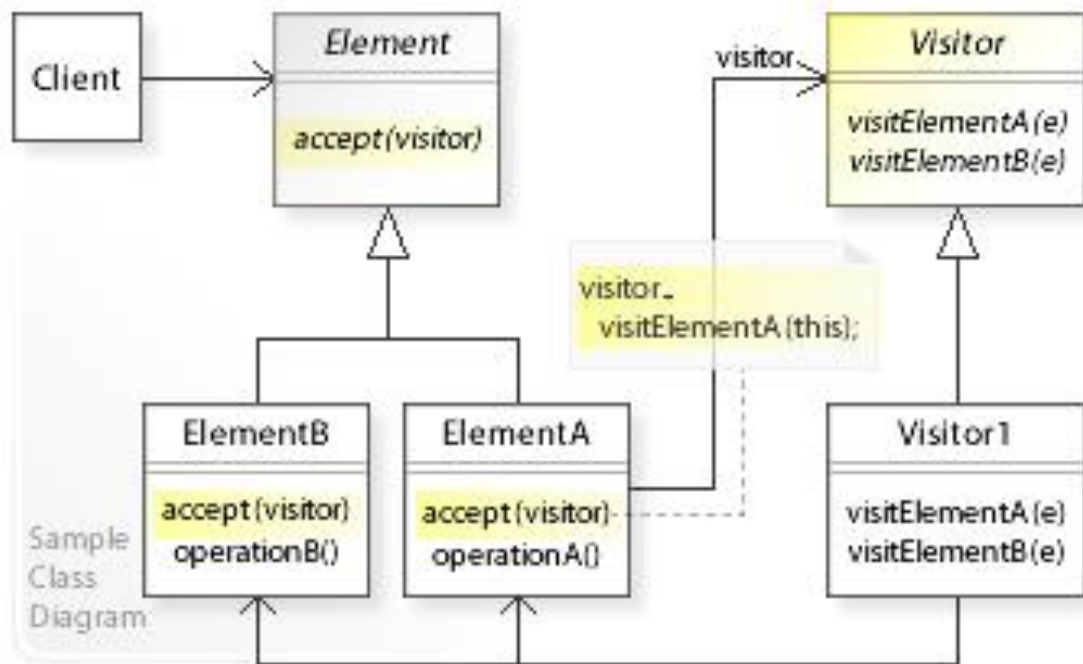 Client
Element
accept(visitor)
visitor
Visitor
visitElementA(e)
visitElementB(e)
visitor.
visitElementA(this);
ElementB
accept(visitor)
operationB()
ElementA
accept(visitor)
operationA()
Visitor1
visitElementA(e)
visitElementB(e)
Sample
Class
Diagram